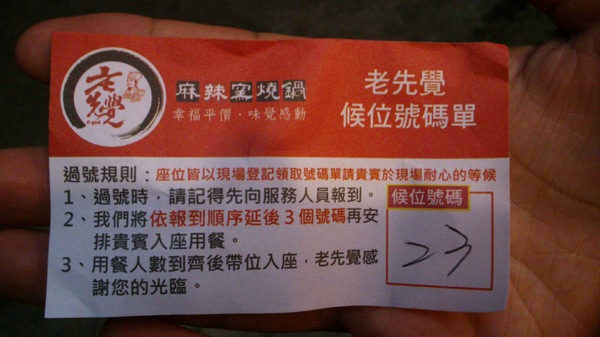 老先覺
麻辣窯燒鍋
幸福平價,味覺感動
老先覺
候位號碼單
過號規則:座位皆以現場登記領取號碼單請貴賓於現場耐心的等候
1、過號時,請記得先向服務人員報到。
2、我們將依報到順序延後3個號碼再安
排貴賓入座用餐。
3、用餐人數到齊後帶位入座,老先覺感
謝您的光臨。
候位號碼
23